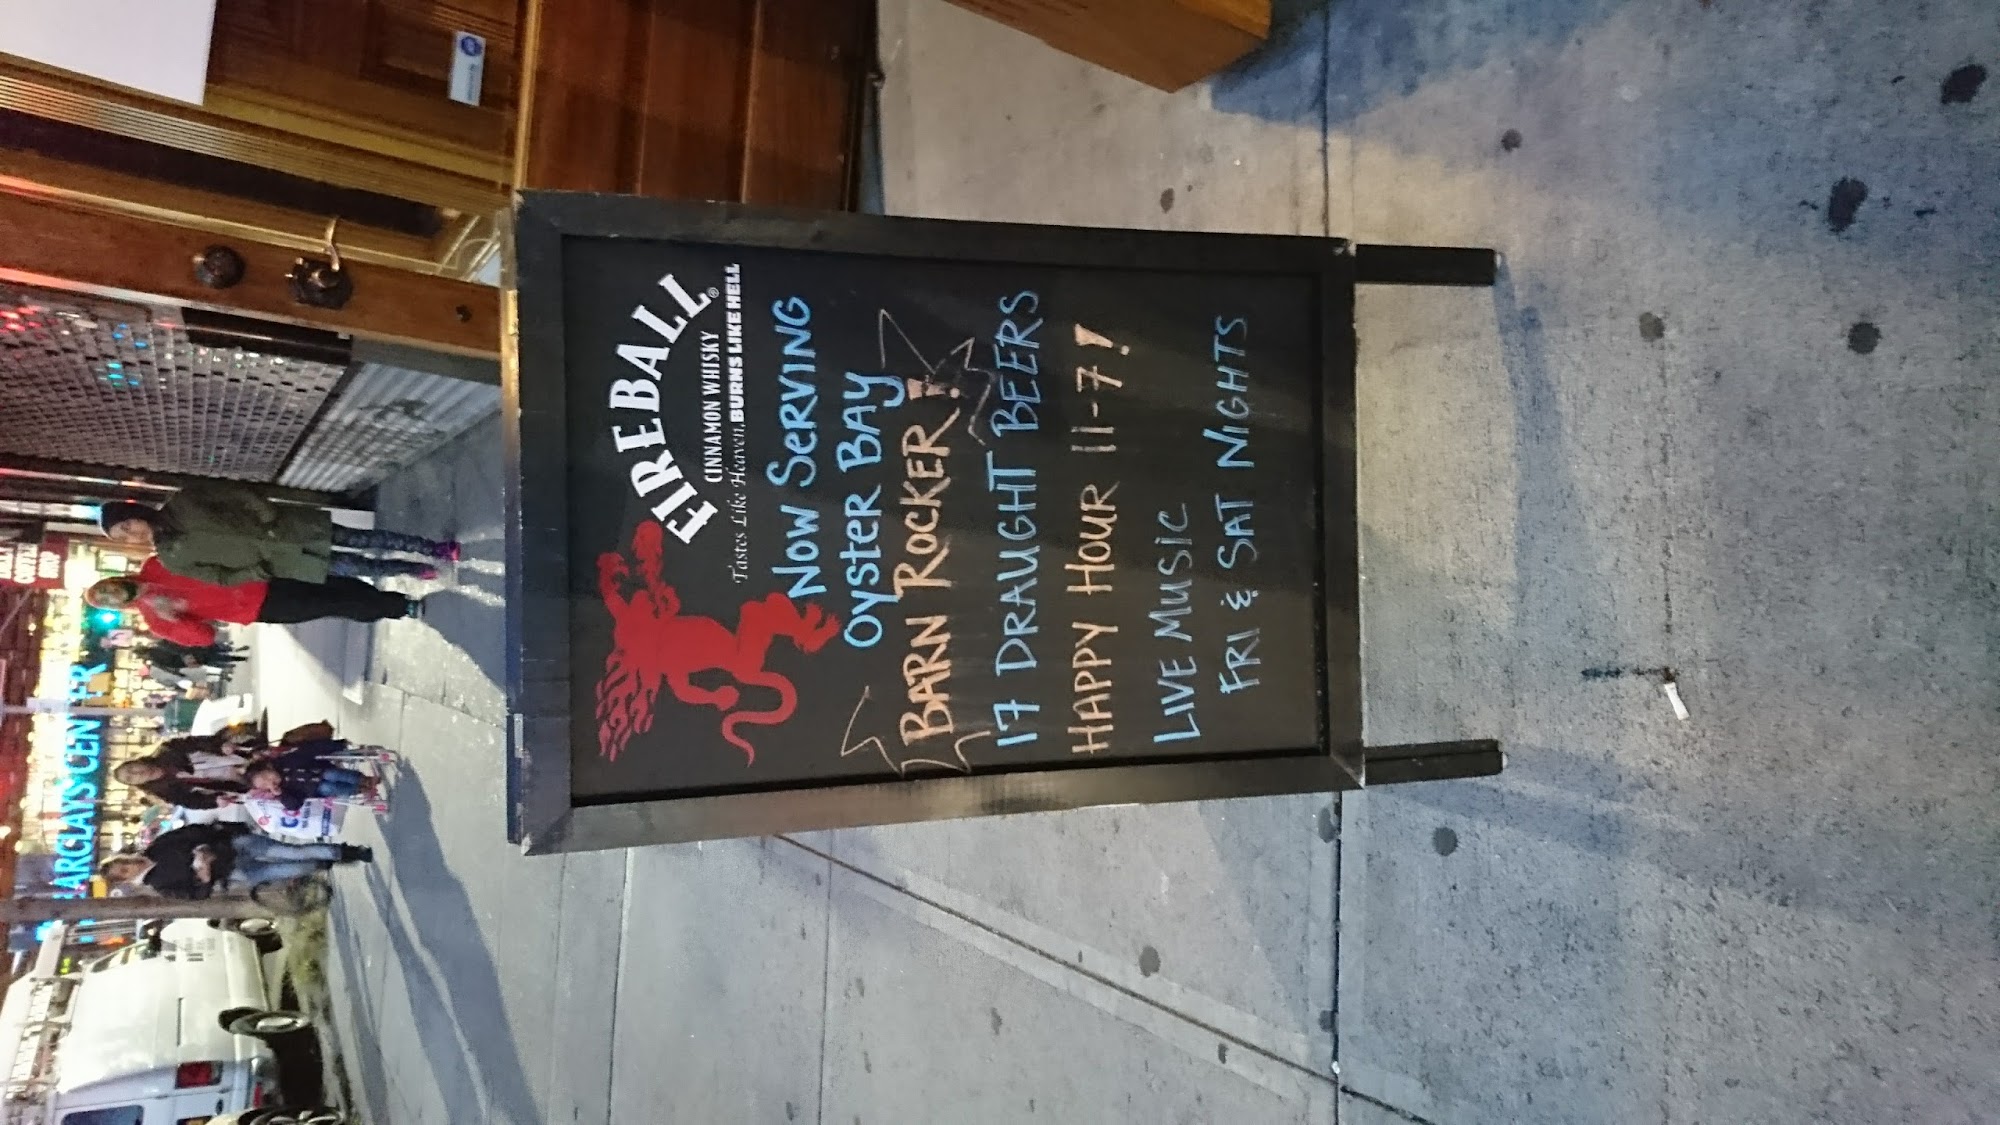 FIREBALL®
CINNAMON WHISKY
Tastes Like Heaven, BURNS LIKE HELL
NOW SERVING
OYSTER BAY
BARN ROCKER!
17 DRAUGHT BEERS
HAPPY HOUR 11-7!
LIVE MUSIC
FRI & SAT NIGHTS
BARCLAYS CENTER